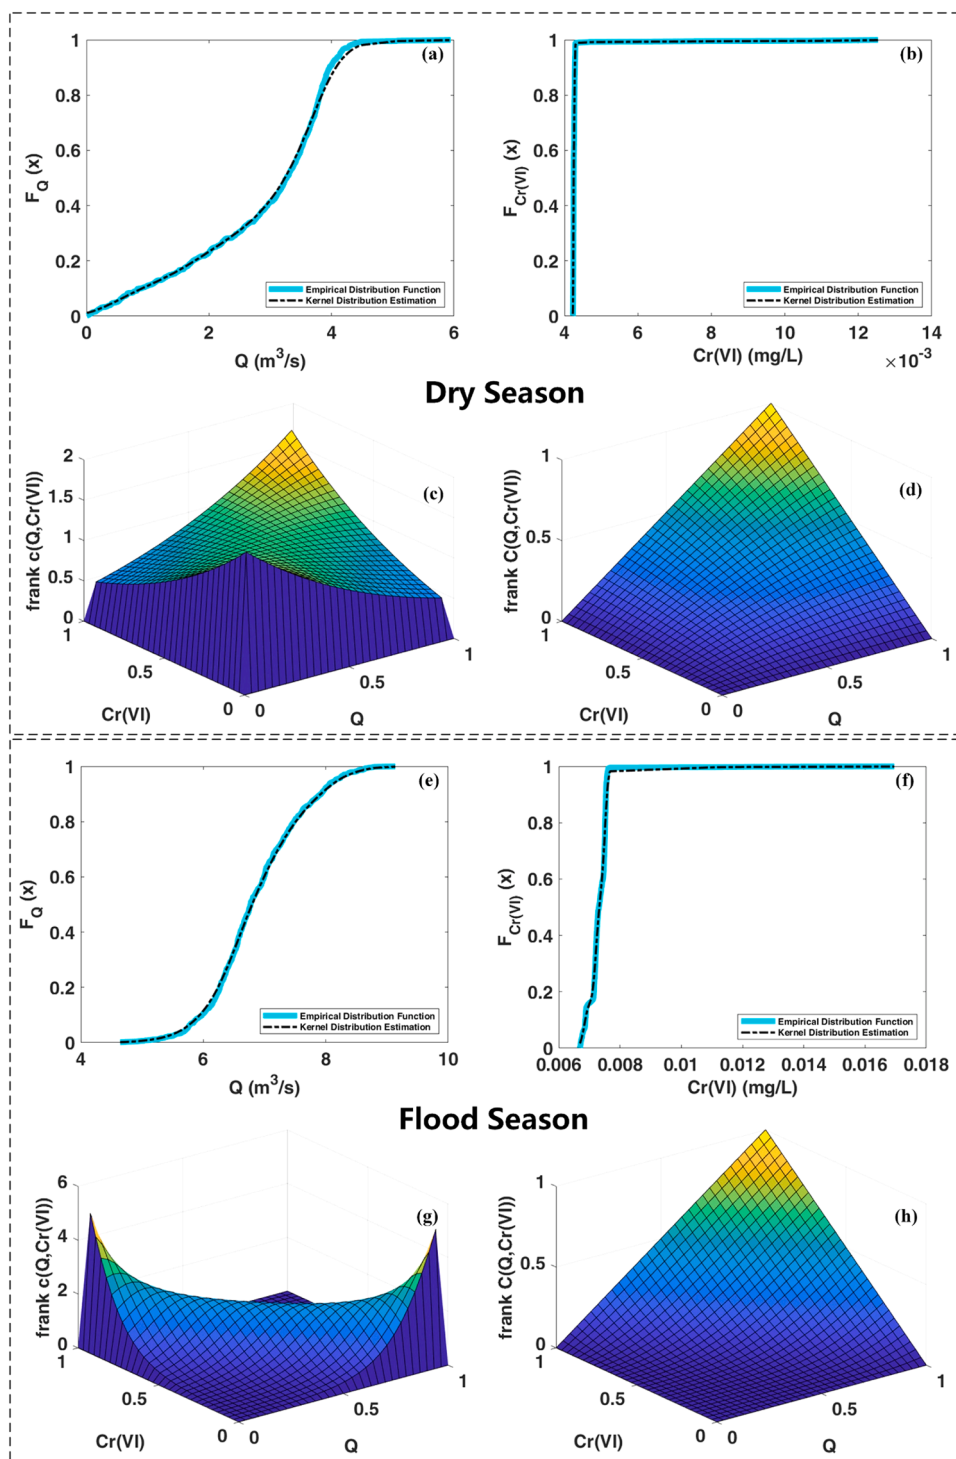 1
0.8
0.6
0.4
0.2
0
F_Q (x)
(a)
Empirical Distribution Function
Kernel Distribution Estimation
0 2 4 6
Q (m³/s)
1
0.8
0.6
0.4
0.2
0
F_Cr(VI) (x)
(b)
Empirical Distribution Function
Kernel Distribution Estimation
4 6 8 10 12 14
Cr(VI) (mg/L)
×10⁻³
Dry Season
2
1.5
1
0.5
0
frank c(Q,Cr(VI))
(c)
1
0.5
0
Cr(VI)
0
0.5
1
Q
1
0.5
0
frank C(Q,Cr(VI))
(d)
1
0.5
0
Cr(VI)
0
0.5
1
Q
1
0.8
0.6
0.4
0.2
0
F_Q (x)
(e)
Empirical Distribution Function
Kernel Distribution Estimation
4 6 8 10
Q (m³/s)
1
0.8
0.6
0.4
0.2
0
F_Cr(VI) (x)
(f)
Empirical Distribution Function
Kernel Distribution Estimation
0.006 0.008 0.01 0.012 0.014 0.016 0.018
Cr(VI) (mg/L)
Flood Season
6
4
2
0
frank c(Q,Cr(VI))
(g)
1
0.5
0
Cr(VI)
0
0.5
1
Q
1
0.5
0
frank C(Q,Cr(VI))
(h)
1
0.5
0
Cr(VI)
0
0.5
1
Q